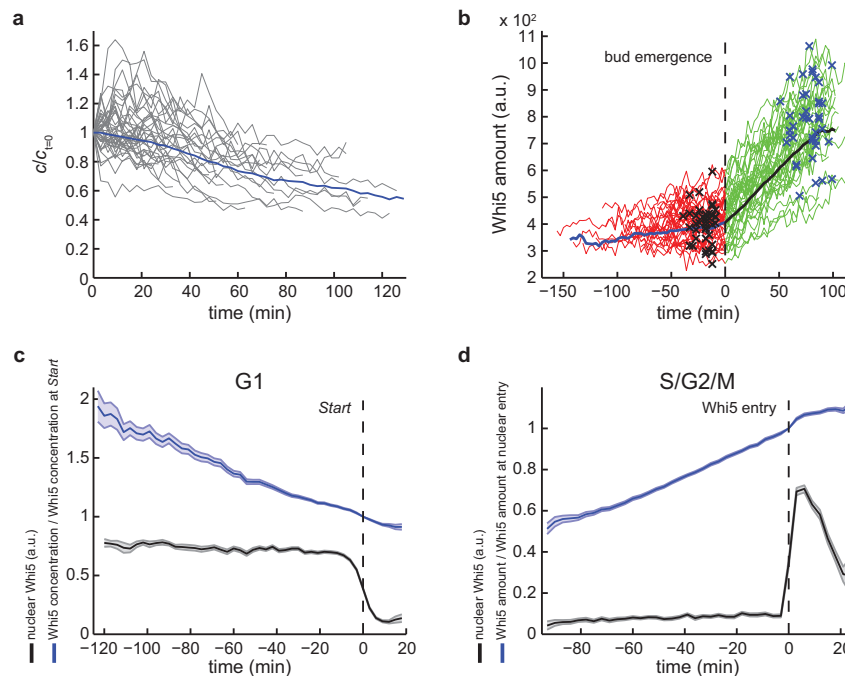 a
1.6
1.4
1.2
1.0
0.8
0.6
0.4
0.2
0
c/c_{t=0}
0 20 40 60 80 100 120
time (min)
b
x 10²
11
10
9
8
7
6
5
4
3
2
Whi5 amount (a.u.)
bud emergence
−150 −100 −50 0 50 100
time (min)
c
G1
Start
2
1.5
1
0.5
0
nuclear Whi5 (a.u.)
Whi5 concentration / Whi5 concentration at Start
−120 −100 −80 −60 −40 −20 0 20
time (min)
d
S/G2/M
Whi5 entry
1
0.8
0.6
0.4
0.2
0
nuclear Whi5 (a.u.)
Whi5 amount / Whi5 amount at nuclear entry
−80 −60 −40 −20 0 20
time (min)